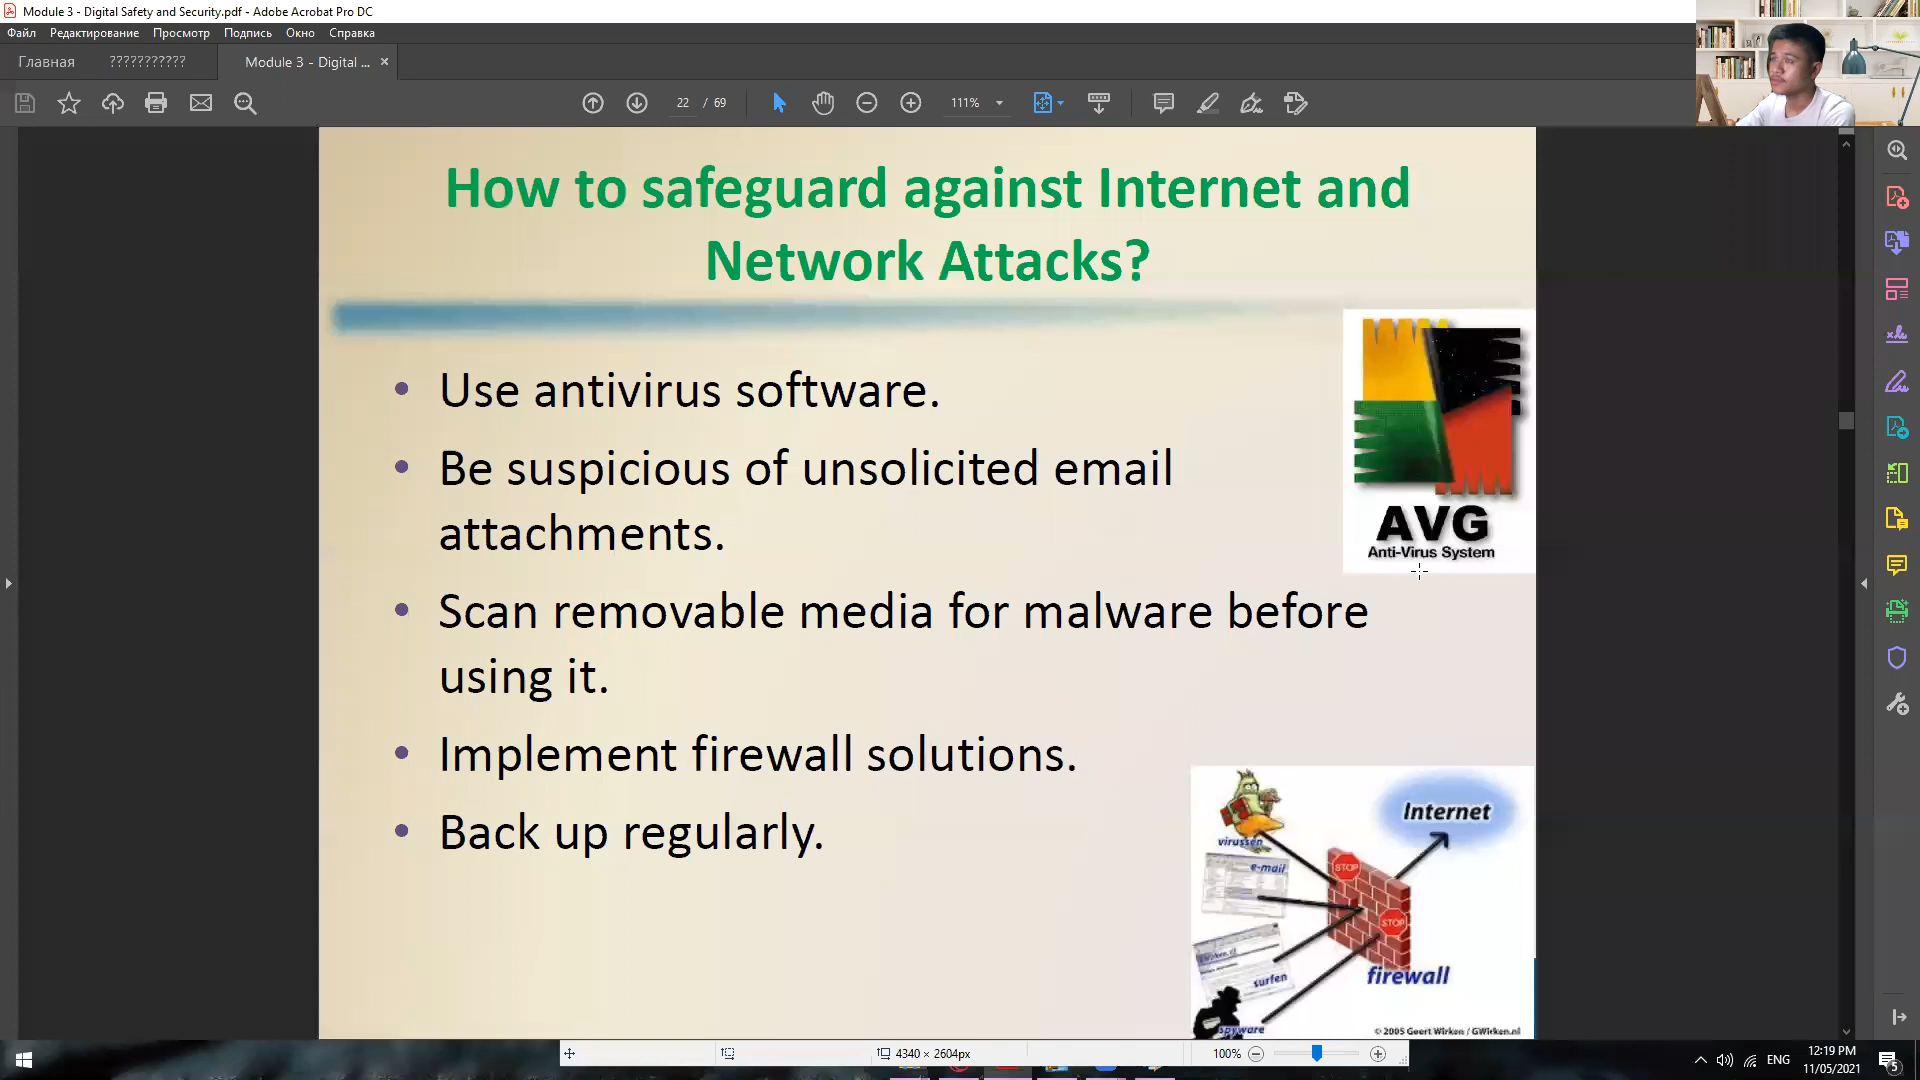 Module 3 - Digital Safety and Security.pdf - Adobe Acrobat Pro DC
Файл Редактирование Просмотр Подпись Окно Справка
Главная ??????????? Module 3 - Digital ... ×
22 / 69 111%
How to safeguard against Internet and
Network Attacks?
• Use antivirus software.
• Be suspicious of unsolicited email
attachments.
• Scan removable media for malware before
using it.
• Implement firewall solutions.
• Back up regularly.
AVG
Anti-Virus System
Internet
virussen
STOP
e-mail
STOP
firewall
surfen
spyware
© 2005 Geert Wirken / GWirken.nl
4340 × 2604px 100%
ENG 12:19 PM
11/05/2021
5